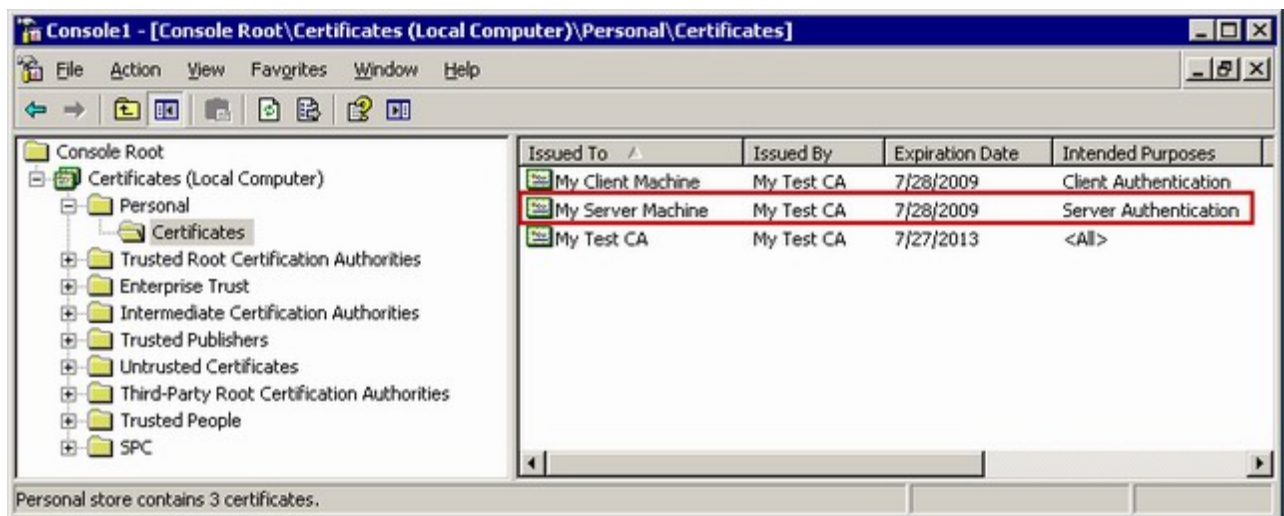 Console1 - [Console Root\Certificates (Local Computer)\Personal\Certificates]
File Action View Favorites Window Help
Console Root
Certificates (Local Computer)
Personal
Certificates
Trusted Root Certification Authorities
Enterprise Trust
Intermediate Certification Authorities
Trusted Publishers
Untrusted Certificates
Third-Party Root Certification Authorities
Trusted People
SPC
Issued To Issued By Expiration Date Intended Purposes
My Client Machine My Test CA 7/28/2009 Client Authentication
My Server Machine My Test CA 7/28/2009 Server Authentication
My Test CA My Test CA 7/27/2013 <All>
Personal store contains 3 certificates.